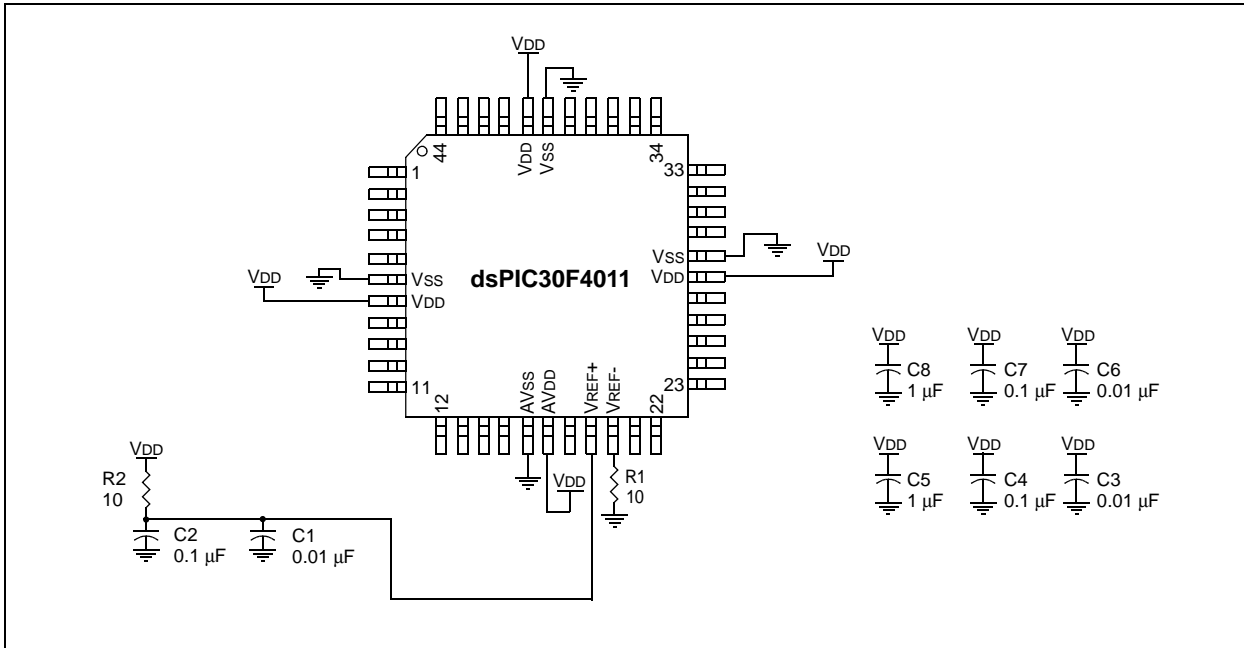 VDD
44
VDD
VSS
34
1
33
VSS
VDD
VDD
VSS
VDD
dsPIC30F4011
VSS
VDD
11
12
AVSS
AVDD
VREF+
VREF-
22
23
VDD
R2
10
C2
0.1 μF
C1
0.01 μF
VDD
R1
10
VDD
C8
1 μF
VDD
C7
0.1 μF
VDD
C6
0.01 μF
VDD
C5
1 μF
VDD
C4
0.1 μF
VDD
C3
0.01 μF